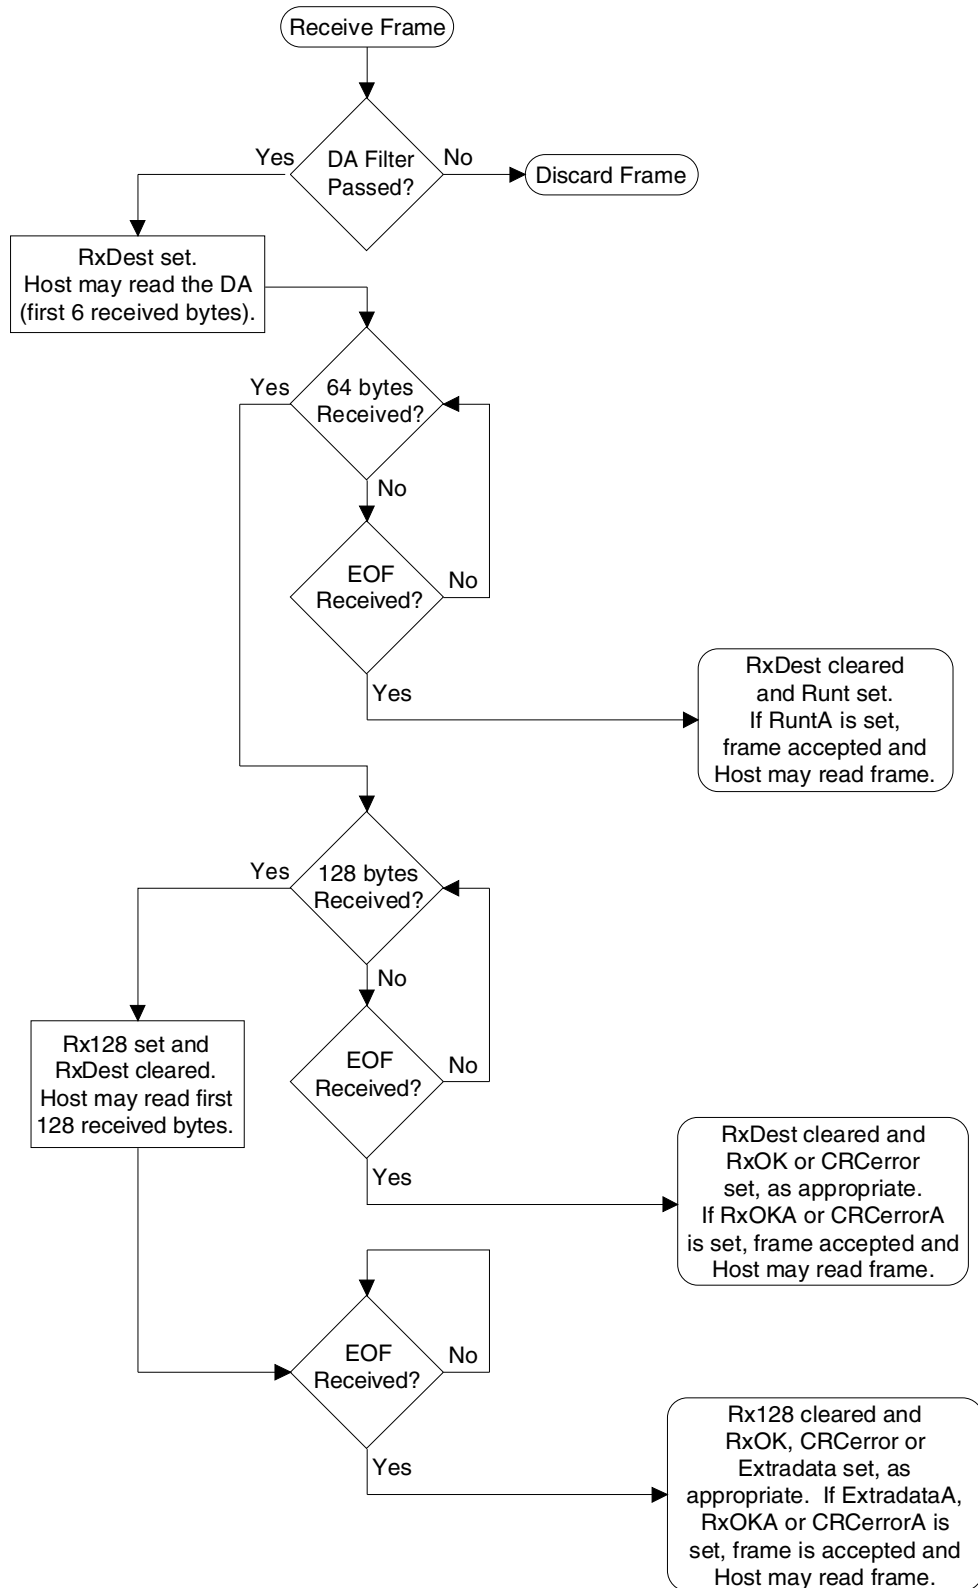 Receive Frame
Yes
DA Filter
Passed?
No
Discard Frame
RxDest set.
Host may read the DA
(first 6 received bytes).
Yes
64 bytes
Received?
No
EOF
Received?
No
Yes
RxDest cleared
and Runt set.
If RuntA is set,
frame accepted and
Host may read frame.
Yes
128 bytes
Received?
No
Rx128 set and
RxDest cleared.
Host may read first
128 received bytes.
EOF
Received?
No
Yes
RxDest cleared and
RxOK or CRCerror
set, as appropriate.
If RxOKA or CRCerrorA
is set, frame accepted and
Host may read frame.
EOF
Received?
No
Yes
Rx128 cleared and
RxOK, CRCerror or
Extradata set, as
appropriate.  If ExtradataA,
RxOKA or CRCerrorA is
set, frame is accepted and
Host may read frame.